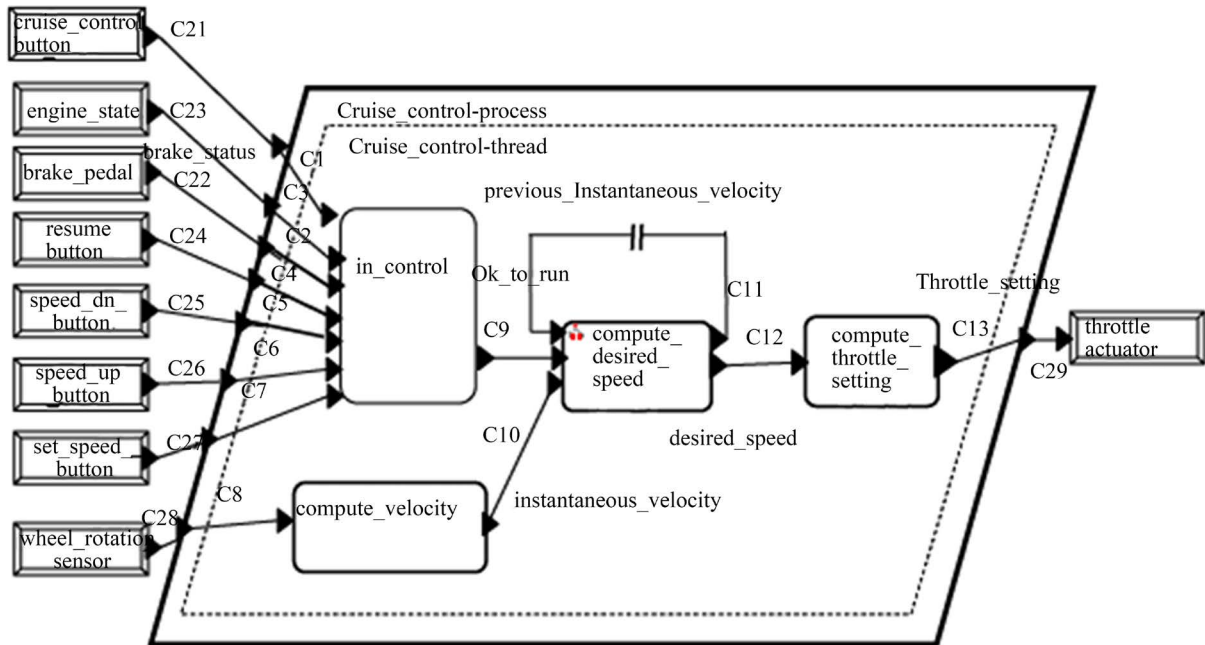 cruise_control
button
C21
engine_state
C23
Cruise_control-process
brake_status
C1
Cruise_control-thread
brake_pedal
C22
C3
previous_Instantaneous_velocity
resume
button
C24
C2
in_control
C4
Ok_to_run
C11
Throttle_setting
speed_dn_
button
C25
C5
C9
compute_
desired_
speed
C12
compute_
throttle_
setting
C13
throttle
actuator
C6
speed_up
button
C26
C7
C29
set_speed_
button
C27
C10
desired_speed
C8
compute_velocity
instantaneous_velocity
C28
wheel_rotation
sensor